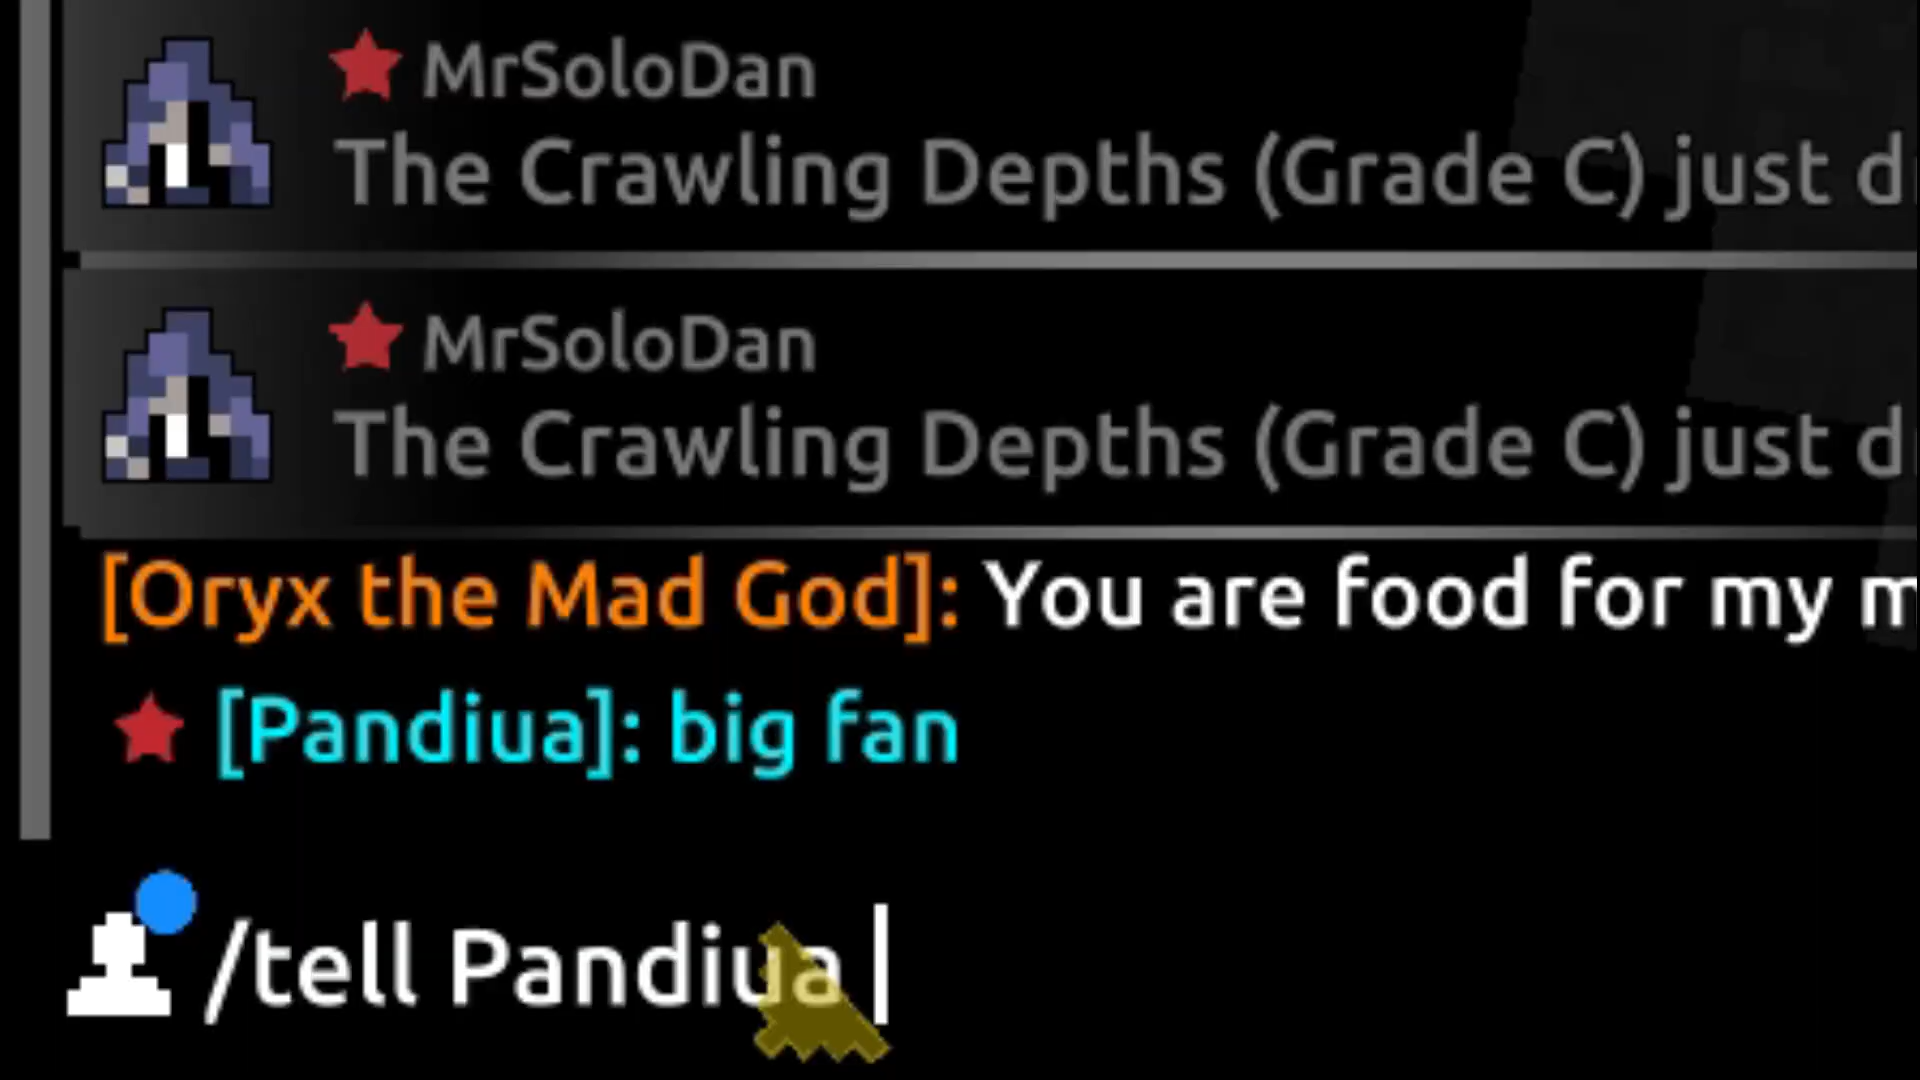 MrSoloDan
The Crawling Depths (Grade C) just
MrSoloDan
The Crawling Depths (Grade C) just
[Oryx the Mad God]: You are food for my
[Pandiua]: big fan
/tell Pandiua